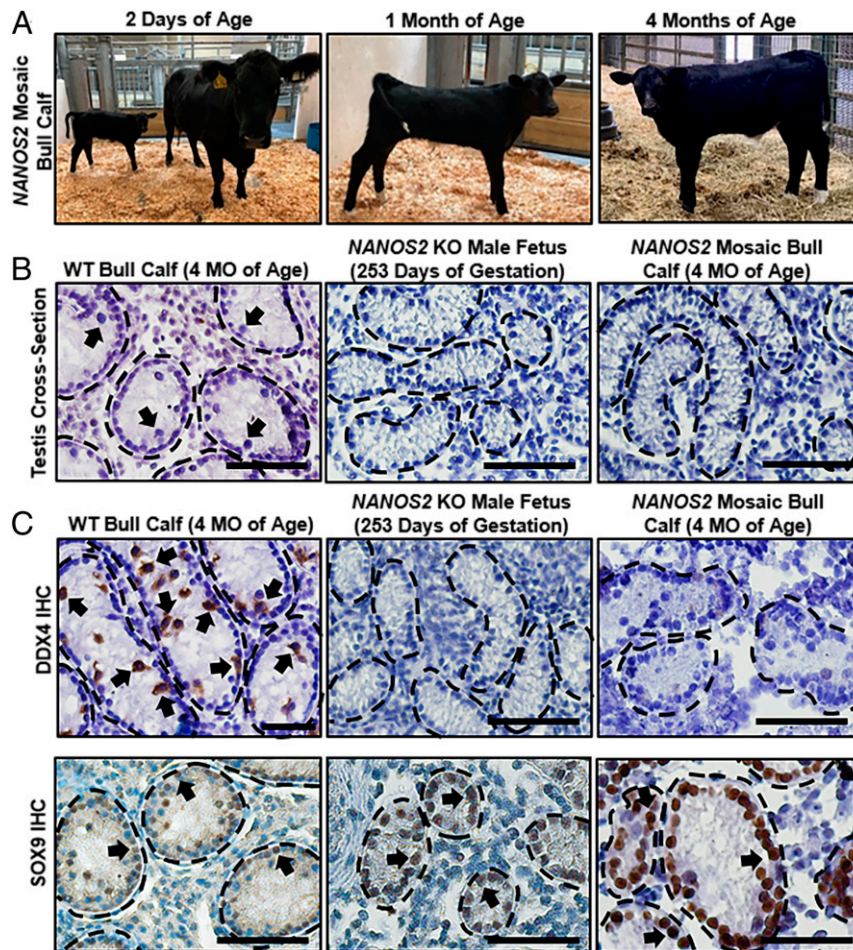 A
2 Days of Age
1 Month of Age
4 Months of Age
NANOS2 Mosaic
Bull Calf
B
WT Bull Calf (4 MO of Age)
NANOS2 KO Male Fetus
(253 Days of Gestation)
NANOS2 Mosaic Bull
Calf (4 MO of Age)
Testis Cross-Section
C
WT Bull Calf (4 MO of Age)
NANOS2 KO Male Fetus
(253 Days of Gestation)
NANOS2 Mosaic Bull
Calf (4 MO of Age)
DDX4 IHC
SOX9 IHC